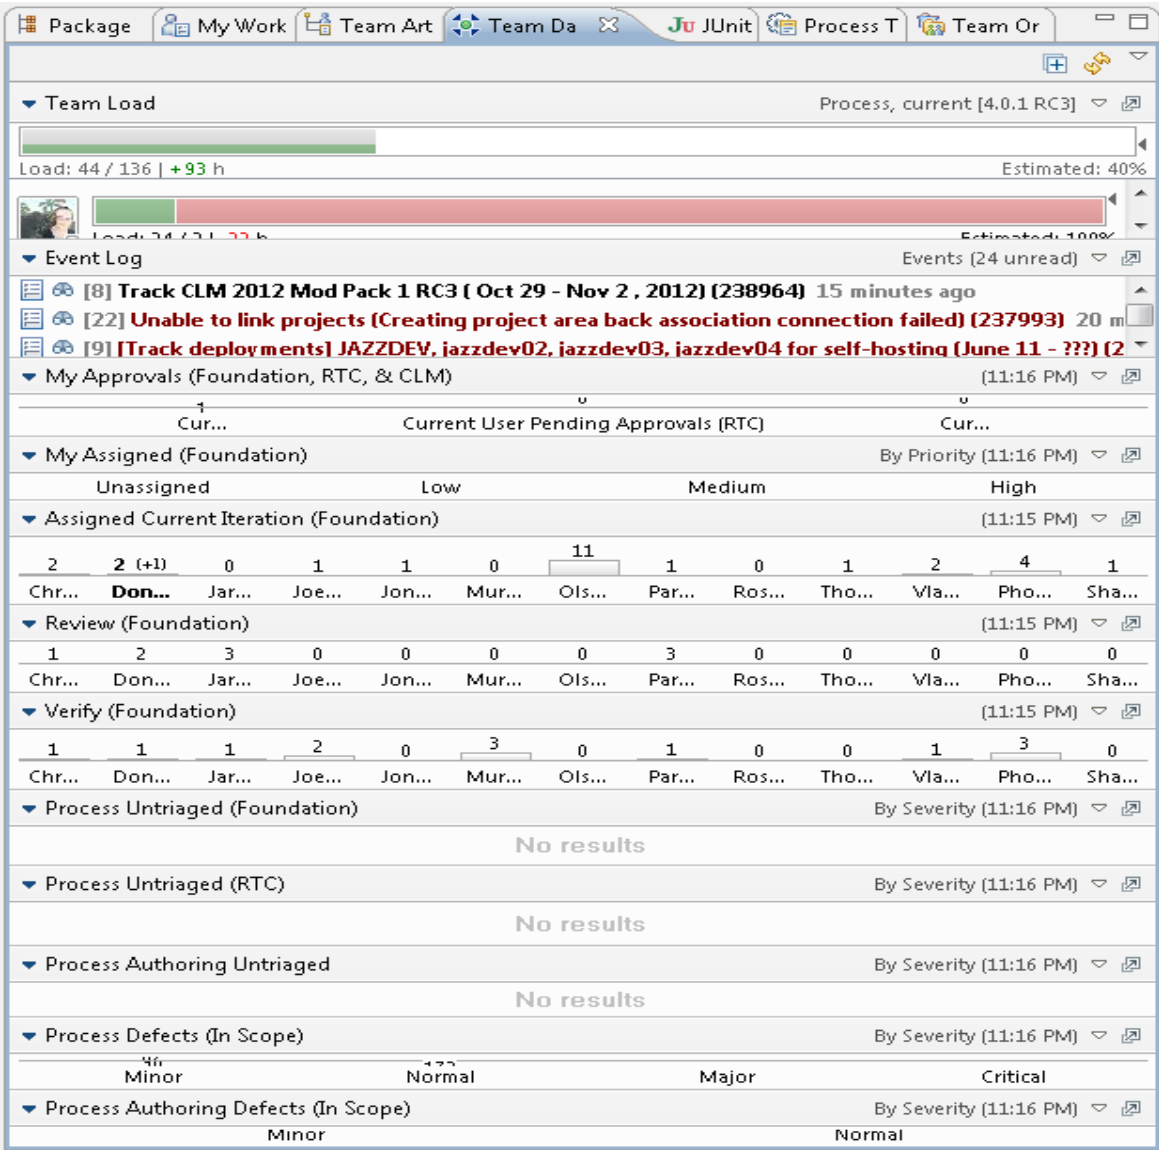 Package My Work Team Art Team Da JUnit Process T Team Or
Team Load Process, current [4.0.1 RC3]
Load: 44 / 136 | +93 h Estimated: 40%
Estimated: 100%
Event Log Events (24 unread)
[8] Track CLM 2012 Mod Pack 1 RC3 ( Oct 29 - Nov 2 , 2012) (238964) 15 minutes ago
[22] Unable to link projects (Creating project area back association connection failed) (237993) 20 m
[9] [Track deployments] JAZZDEV, jazzdev02, jazzdev03, jazzdev04 for self-hosting (June 11 - ???) (2
My Approvals (Foundation, RTC, & CLM) (11:16 PM)
Cur... Current User Pending Approvals (RTC) Cur...
My Assigned (Foundation) By Priority (11:16 PM)
Unassigned Low Medium High
Assigned Current Iteration (Foundation) (11:15 PM)
2 2 (+1) 0 1 1 0 11 1 0 1 2 4 1
Chr... Don... Jar... Joe... Jon... Mur... Ols... Par... Ros... Tho... Vla... Pho... Sha...
Review (Foundation) (11:15 PM)
1 2 3 0 0 0 0 3 0 0 0 0 0
Chr... Don... Jar... Joe... Jon... Mur... Ols... Par... Ros... Tho... Vla... Pho... Sha...
Verify (Foundation) (11:15 PM)
1 1 1 2 0 3 0 1 0 0 1 3 0
Chr... Don... Jar... Joe... Jon... Mur... Ols... Par... Ros... Tho... Vla... Pho... Sha...
Process Untriaged (Foundation) By Severity (11:16 PM)
No results
Process Untriaged (RTC) By Severity (11:16 PM)
No results
Process Authoring Untriaged By Severity (11:16 PM)
No results
Process Defects (In Scope) By Severity (11:16 PM)
Minor Normal Major Critical
Process Authoring Defects (In Scope) By Severity (11:16 PM)
Minor Normal